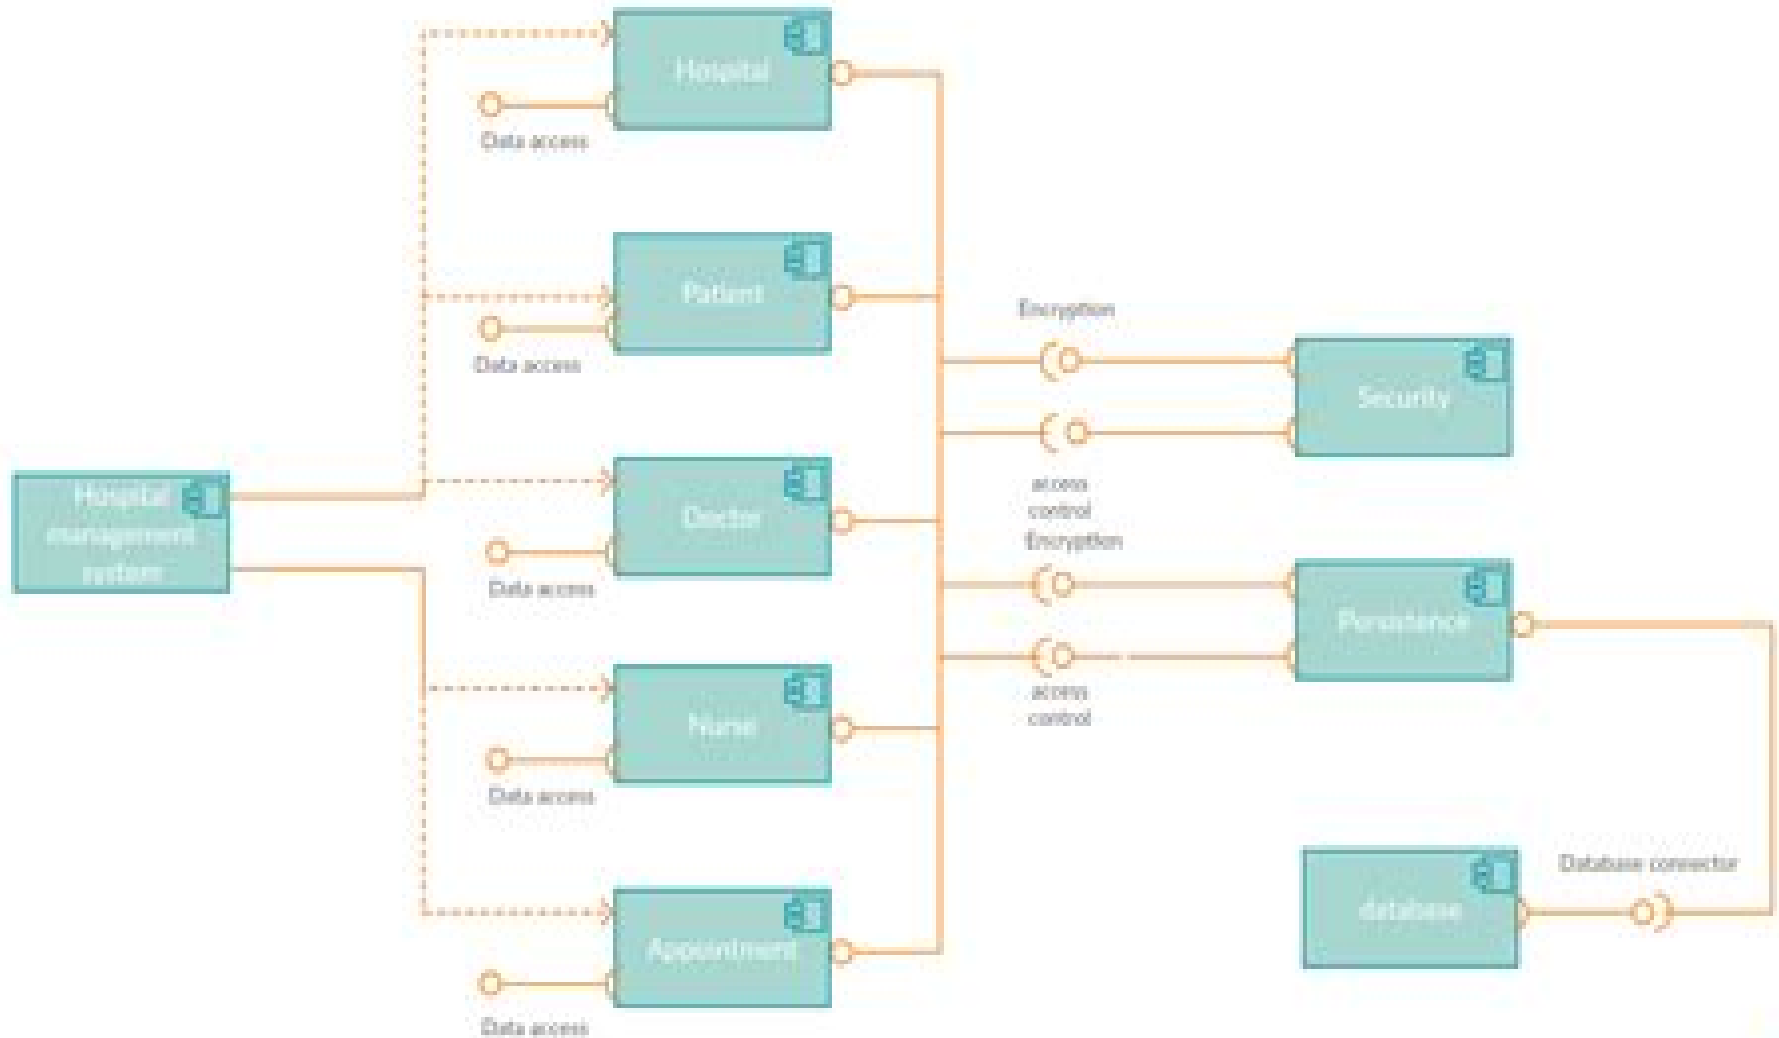 Hospital
Data access
Patient
Data access
Encryption
Security
access
control
Hospital
management
system
Doctor
Data access
Encryption
Persistence
access
control
Nurse
Data access
Database connector
database
Appointment
Data access